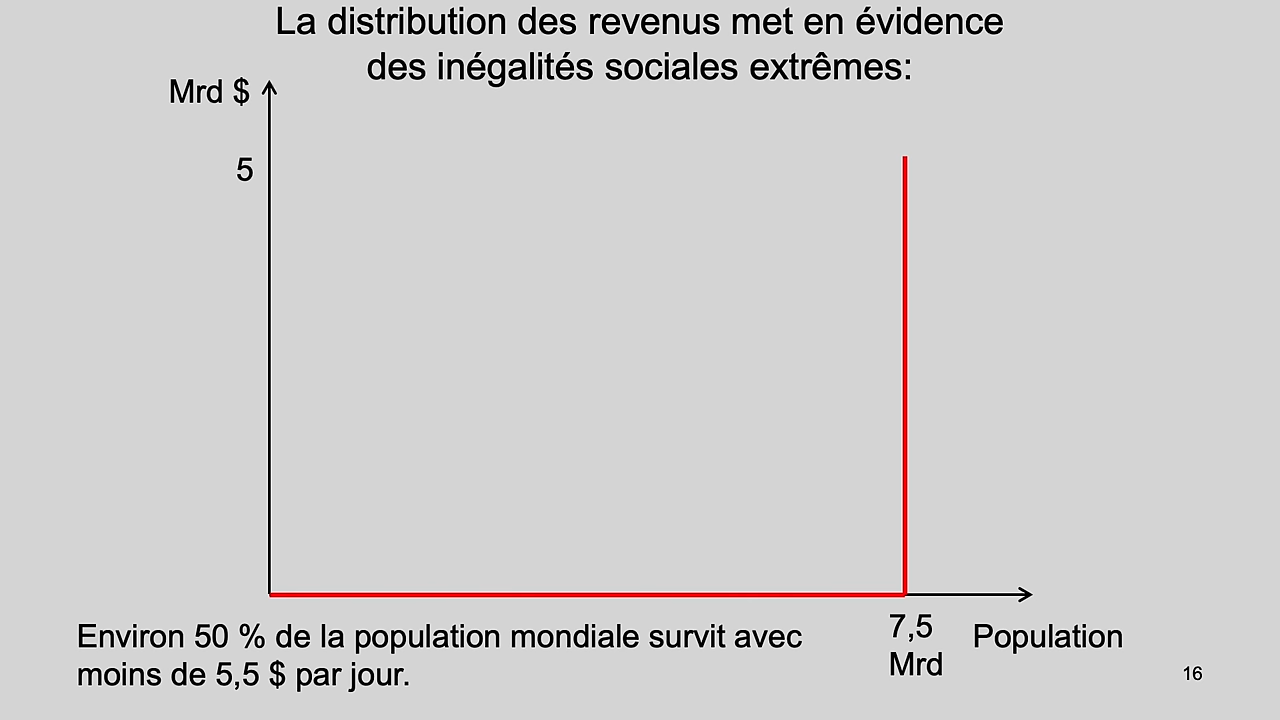 La distribution des revenus met en évidence
des inégalités sociales extrêmes:
Mrd $
5
7,5
Mrd
Population
Environ 50 % de la population mondiale survit avec
moins de 5,5 $ par jour.
16